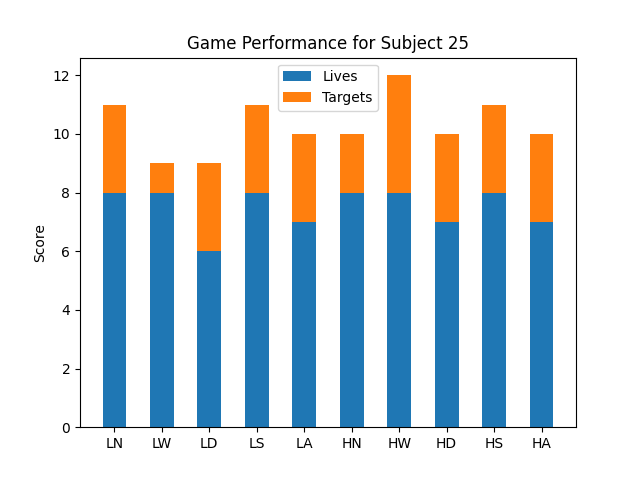 Game Performance for Subject 25
Lives
Targets
Score
12
10
8
6
4
2
0
LN LW LD LS LA HN HW HD HS HA